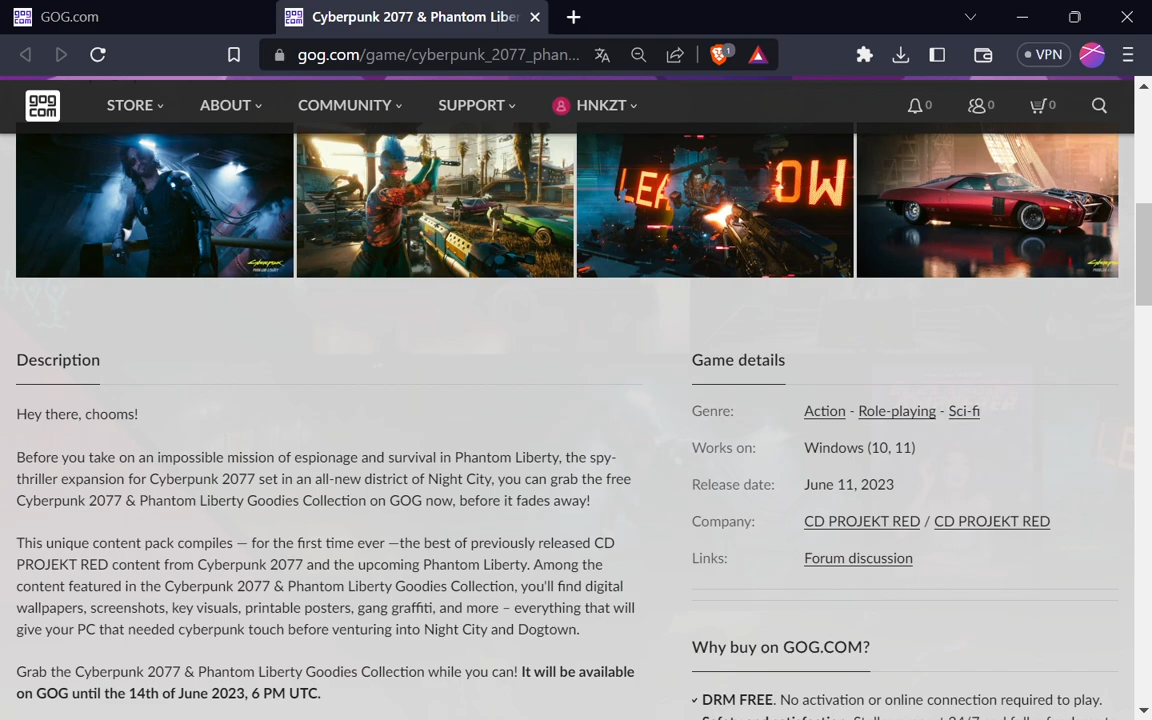 GOG.com
Cyberpunk 2077 & Phantom Liber
gog.com/game/cyberpunk_2077_phan...
1
VPN
gog
com
STORE
ABOUT
COMMUNITY
SUPPORT
HNKZT
0
0
0
LEA
OW
Description
Hey there, chooms!
Before you take on an impossible mission of espionage and survival in Phantom Liberty, the spy-
thriller expansion for Cyberpunk 2077 set in an all-new district of Night City, you can grab the free
Cyberpunk 2077 & Phantom Liberty Goodies Collection on GOG now, before it fades away!
This unique content pack compiles — for the first time ever —the best of previously released CD
PROJEKT RED content from Cyberpunk 2077 and the upcoming Phantom Liberty. Among the
content featured in the Cyberpunk 2077 & Phantom Liberty Goodies Collection, you'll find digital
wallpapers, screenshots, key visuals, printable posters, gang graffiti, and more – everything that will
give your PC that needed cyberpunk touch before venturing into Night City and Dogtown.
Grab the Cyberpunk 2077 & Phantom Liberty Goodies Collection while you can! It will be available
on GOG until the 14th of June 2023, 6 PM UTC.
Game details
Genre: Action - Role-playing - Sci-fi
Works on: Windows (10, 11)
Release date: June 11, 2023
Company: CD PROJEKT RED / CD PROJEKT RED
Links: Forum discussion
Why buy on GOG.COM?
DRM FREE. No activation or online connection required to play.